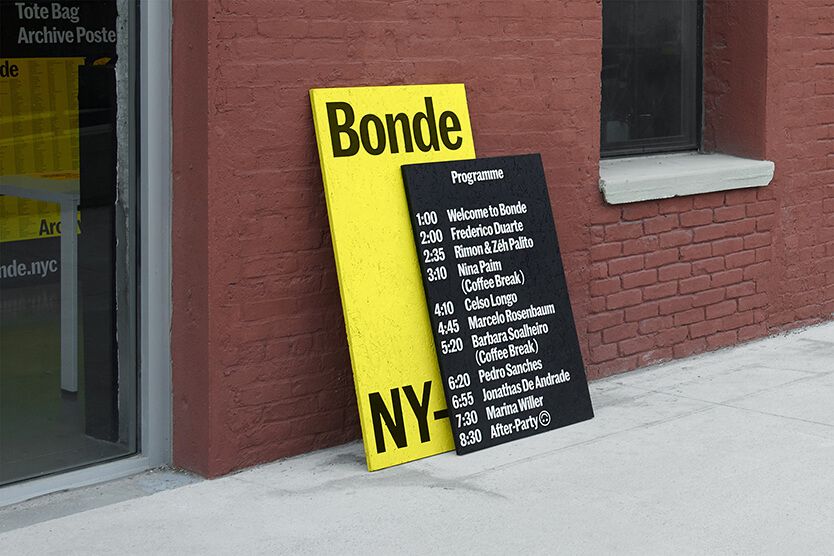 Tote Bag
Archive Poste
de
Arc
nde.nyc
Bonde
NY-
Programme
1:00 Welcome to Bonde
2:00 Frederico Duarte
2:35 Rimon & Zéh Palito
3:10 Nina Paim
(Coffee Break)
4:10 Celso Longo
4:45 Marcelo Rosenbaum
5:20 Barbara Soalheiro
(Coffee Break)
6:20 Pedro Sanches
6:55 Jonathas De Andrade
7:30 Marina Willer
8:30 After-Party ☺